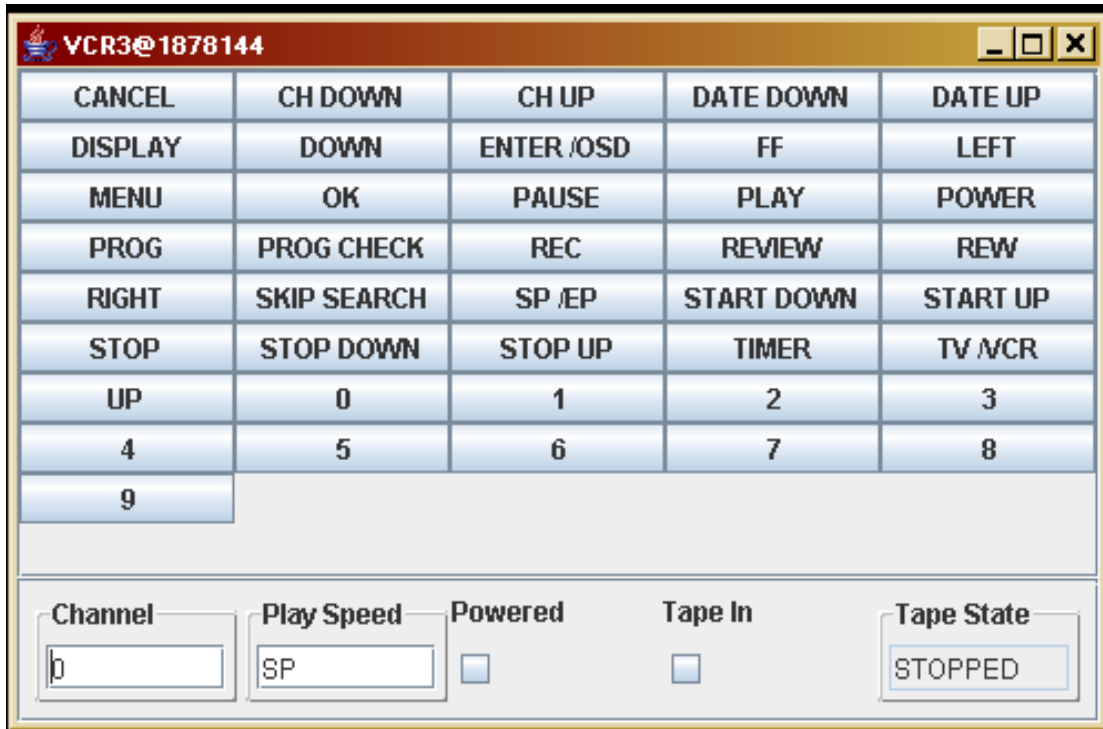 VCR3@1878144
CANCEL CH DOWN CH UP DATE DOWN DATE UP
DISPLAY DOWN ENTER /OSD FF LEFT
MENU OK PAUSE PLAY POWER
PROG PROG CHECK REC REVIEW REW
RIGHT SKIP SEARCH SP /EP START DOWN START UP
STOP STOP DOWN STOP UP TIMER TV /VCR
UP 0 1 2 3
4 5 6 7 8
9
Channel Play Speed Powered Tape In Tape State
0 SP STOPPED